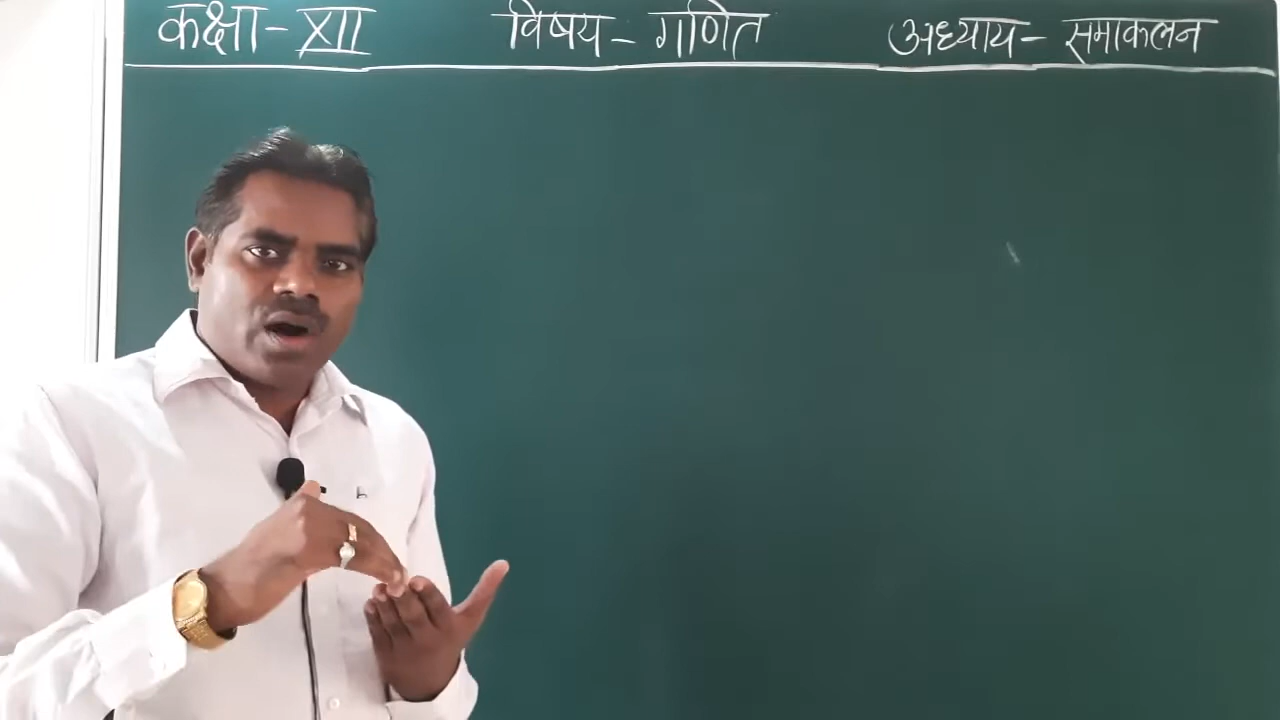 कक्षा - XII विषय - गणित अध्याय - समाकलन